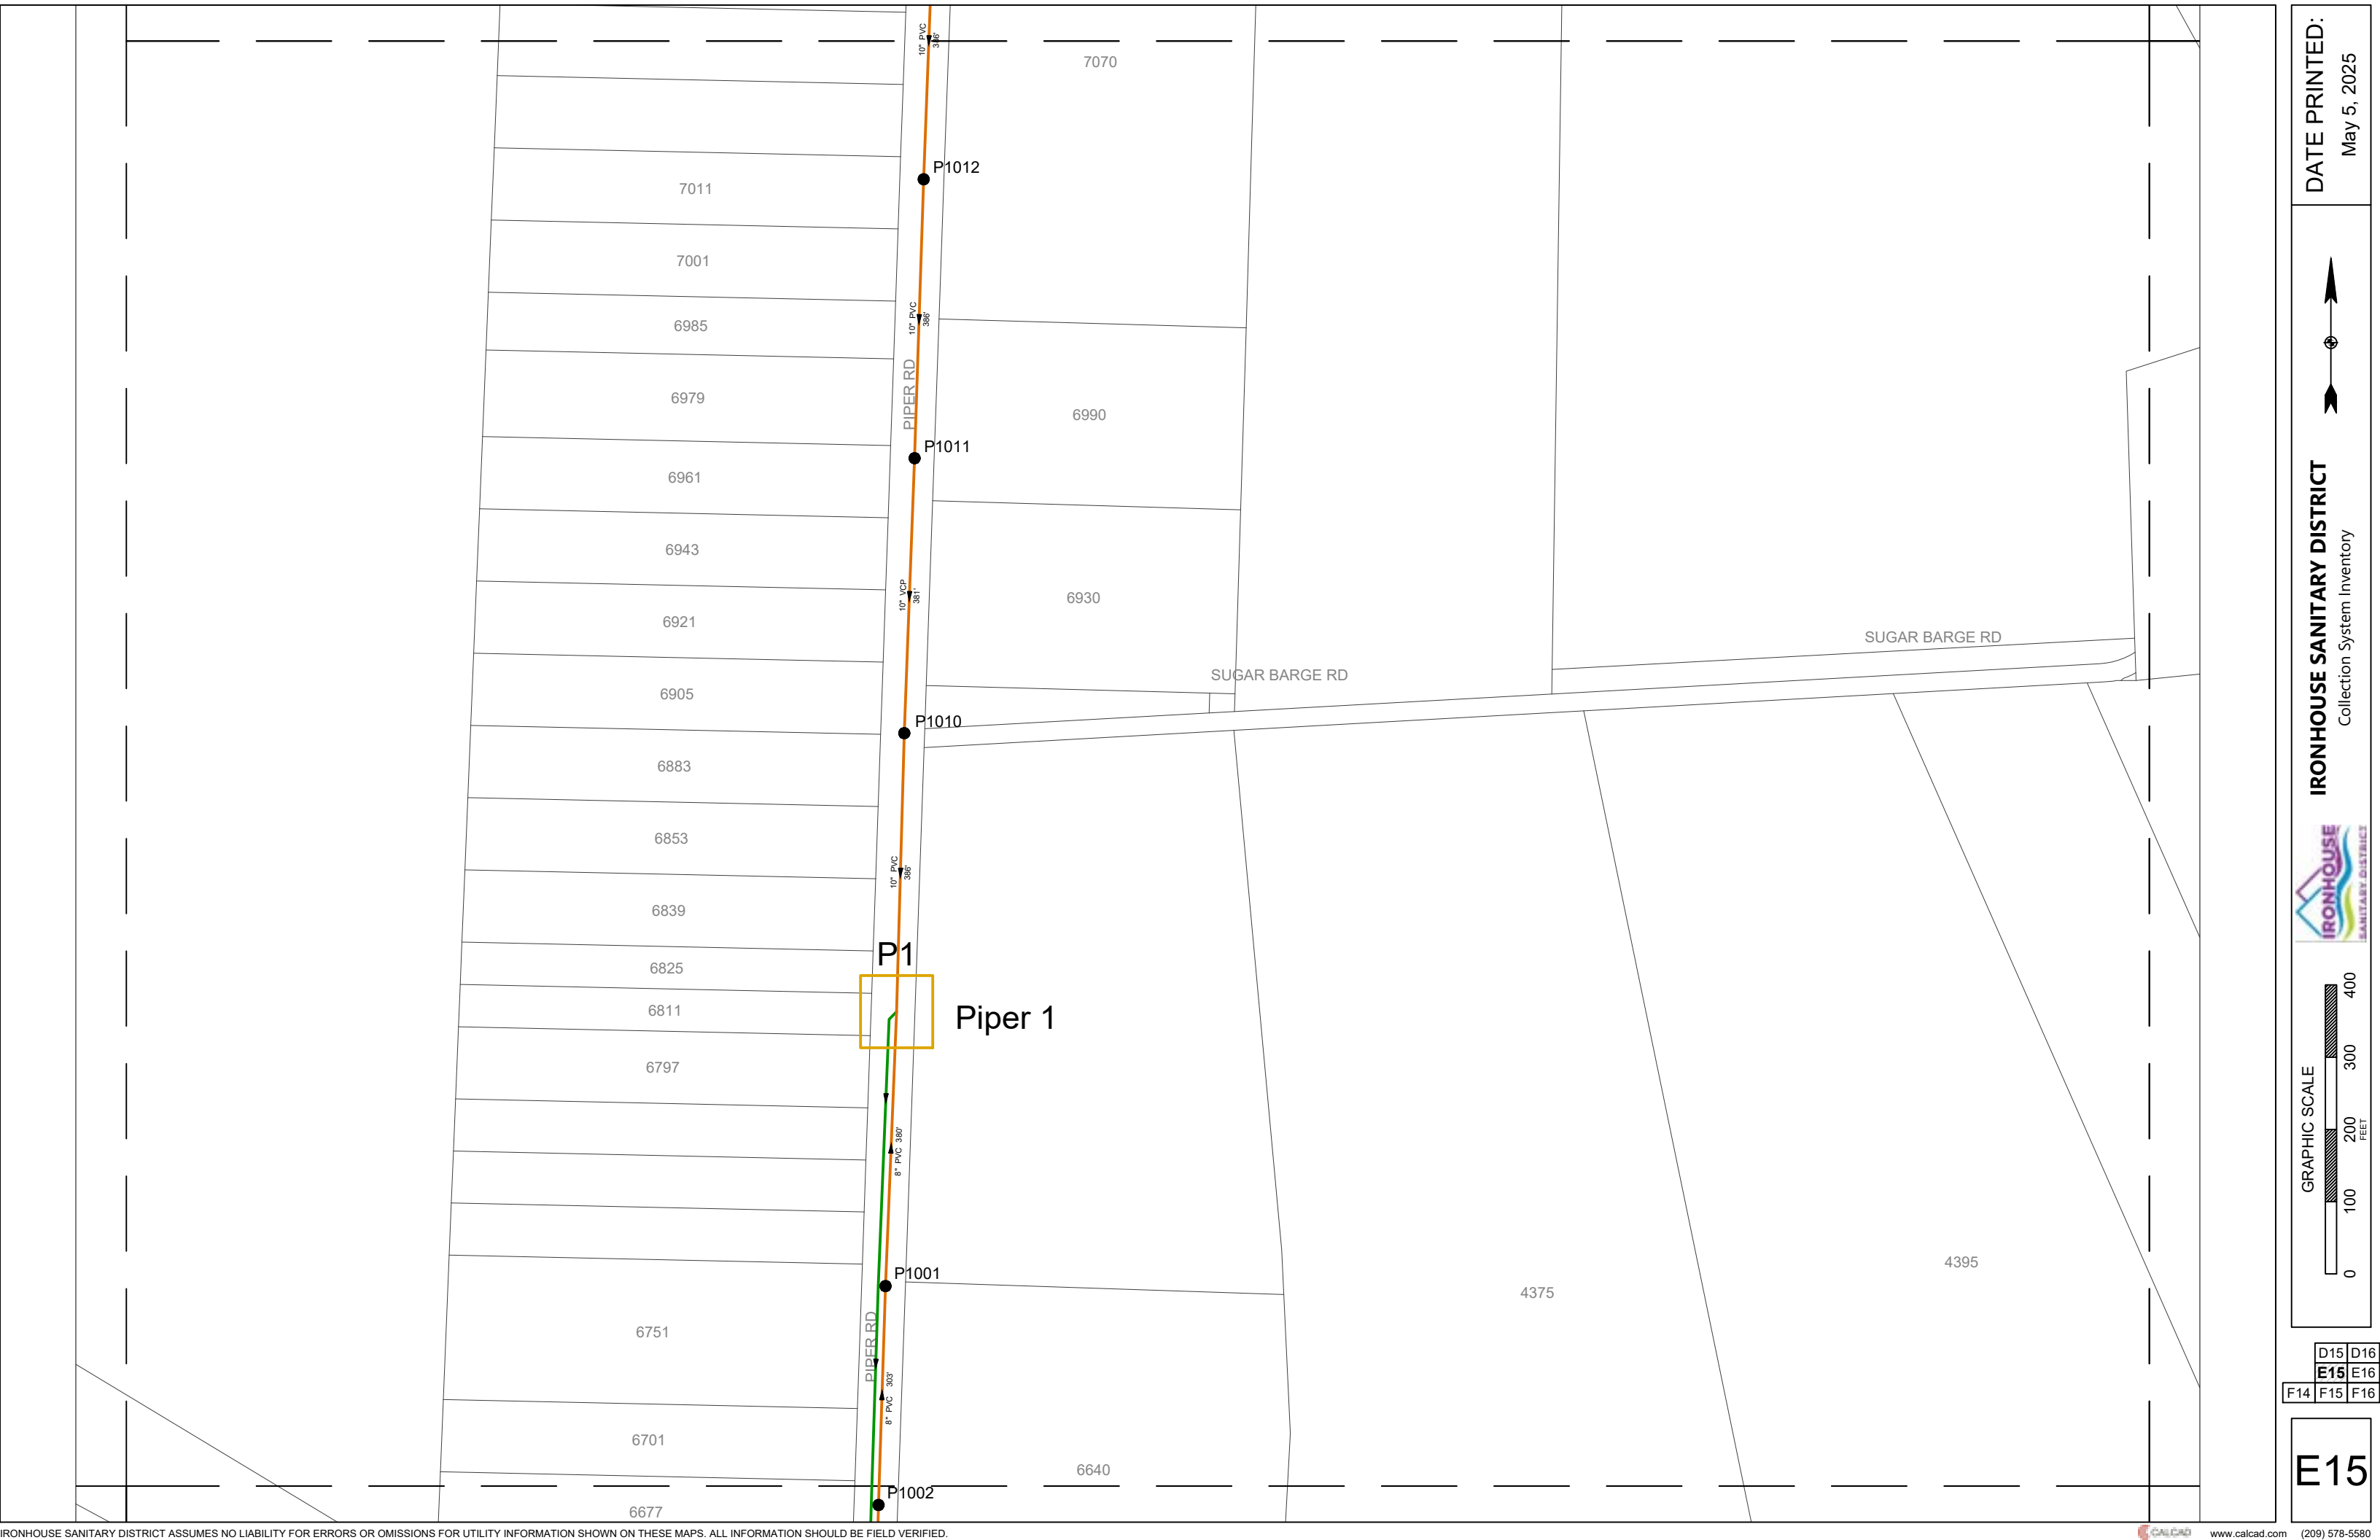 10" PVC
386'
7070
P1012
7011
7001
10" PVC
386'
6985
PIPER RD
6979
6990
P1011
6961
6943
10" VCP
381'
6930
6921
SUGAR BARGE RD
SUGAR BARGE RD
6905
P1010
6883
6853
10" PVC
386'
6839
P1
6825
6811
Piper 1
6797
8" PVC 380'
P1001
4395
4375
PIPER RD
6751
8" PVC 303'
6701
6640
P1002
6677
DATE PRINTED:
May 5, 2025
IRONHOUSE SANITARY DISTRICT
Collection System Inventory
IRONHOUSE
SANITARY DISTRICT
GRAPHIC SCALE
0 100 200 300 400
FEET
D15 D16
E15 E16
F14 F15 F16
E15
IRONHOUSE SANITARY DISTRICT ASSUMES NO LIABILITY FOR ERRORS OR OMISSIONS FOR UTILITY INFORMATION SHOWN ON THESE MAPS. ALL INFORMATION SHOULD BE FIELD VERIFIED.
CALCAD www.calcad.com (209) 578-5580